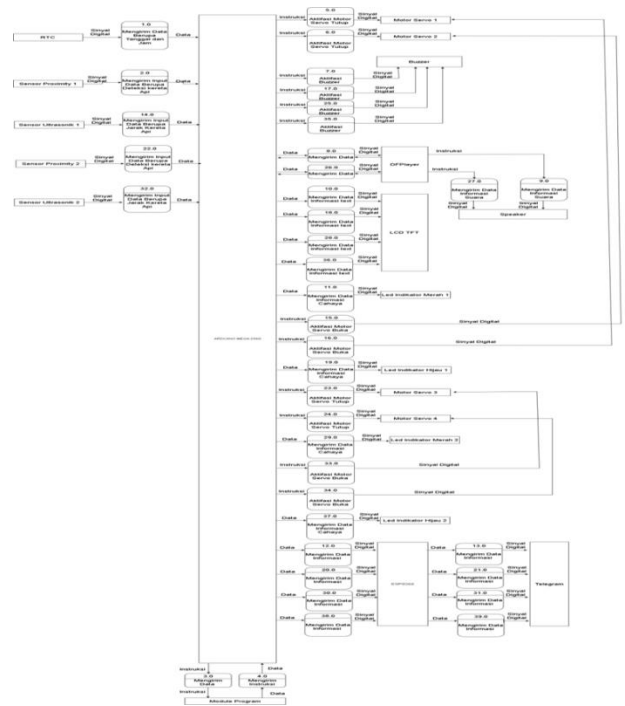 RTC
Sinyal
Digital
1.0
Mengirim Data
Berupa
Tanggal dan
Jam
Data
Sensor Proximity 1
Sinyal
Digital
2.0
Mengirim Input
Data Berupa
Deteksi kereta
Api
Data
Sensor Ultrasonik 1
Sinyal
Digital
14.0
Mengirim Input
Data Berupa
Jarak Kereta
Api
Data
Sensor Proximity 2
Sinyal
Digital
22.0
Mengirim Input
Data Berupa
Deteksi kereta
Api
Data
Sensor Ultrasonik 2
Sinyal
Digital
32.0
Mengirim Input
Data Berupa
Jarak Kereta
Api
Data
Instruksi
5.0
Aktifasi Motor
Servo Tutup
Sinyal
Digital
Motor Servo 1
Instruksi
6.0
Aktifasi Motor
Servo Tutup
Sinyal
Digital
Motor Servo 2
Instruksi
7.0
Aktifasi
Buzzer
Sinyal
Digital
Buzzer
Instruksi
17.0
Aktifasi
Buzzer
Sinyal
Digital
Instruksi
25.0
Aktifasi
Buzzer
Sinyal
Digital
Instruksi
35.0
Aktifasi
Buzzer
Sinyal
Digital
Data
8.0
Mengirim Data
Sinyal
Digital
DFPlayer
Data
26.0
Mengirim Data
Sinyal
Digital
Instruksi
Instruksi
27.0
Mengirim Data
Informasi
Suara
Sinyal
Digital
9.0
Mengirim Data
Informasi
Suara
Sinyal
Digital
Speaker
Data
10.0
Mengirim Data
Informasi text
Sinyal
Digital
LCD TFT
Data
18.0
Mengirim Data
Informasi text
Sinyal
Digital
Data
28.0
Mengirim Data
Informasi text
Sinyal
Digital
Data
36.0
Mengirim Data
Informasi text
Sinyal
Digital
Data
11.0
Mengirim Data
Informasi
Cahaya
Sinyal
Digital
Led Indikator Merah 1
Instruksi
15.0
Aktifasi Motor
Servo Buka
Sinyal Digital
Instruksi
16.0
Aktifasi Motor
Servo Buka
Sinyal Digital
Data
19.0
Mengirim Data
Informasi
Cahaya
Sinyal
Digital
Led Indikator Hijau 1
Instruksi
23.0
Aktifasi Motor
Servo Tutup
Sinyal
Digital
Motor Servo 3
Instruksi
24.0
Aktifasi Motor
Servo Tutup
Sinyal
Digital
Motor Servo 4
Data
29.0
Mengirim Data
Informasi
Cahaya
Sinyal
Digital
Instruksi
33.0
Aktifasi Motor
Servo Buka
Sinyal Digital
Instruksi
34.0
Aktifasi Motor
Servo Buka
Sinyal Digital
Data
37.0
Mengirim Data
Informasi
Cahaya
Sinyal
Digital
Led Indikator Hijau 2
Data
12.0
Mengirim Data
Informasi
Sinyal
Digital
Data
13.0
Mengirim Data
Informasi
Sinyal
Digital
Telegram
Data
20.0
Mengirim Data
Informasi
Sinyal
Digital
Data
21.0
Mengirim Data
Informasi
Sinyal
Digital
Data
30.0
Mengirim Data
Informasi
Sinyal
Digital
Data
31.0
Mengirim Data
Informasi
Sinyal
Digital
Data
38.0
Mengirim Data
Informasi
Sinyal
Digital
Data
39.0
Mengirim Data
Informasi
Sinyal
Digital
Instruksi
3.0
Mengirim
Data
Instruksi
Data
4.0
Mengirim
Instruksi
Data
Module Program